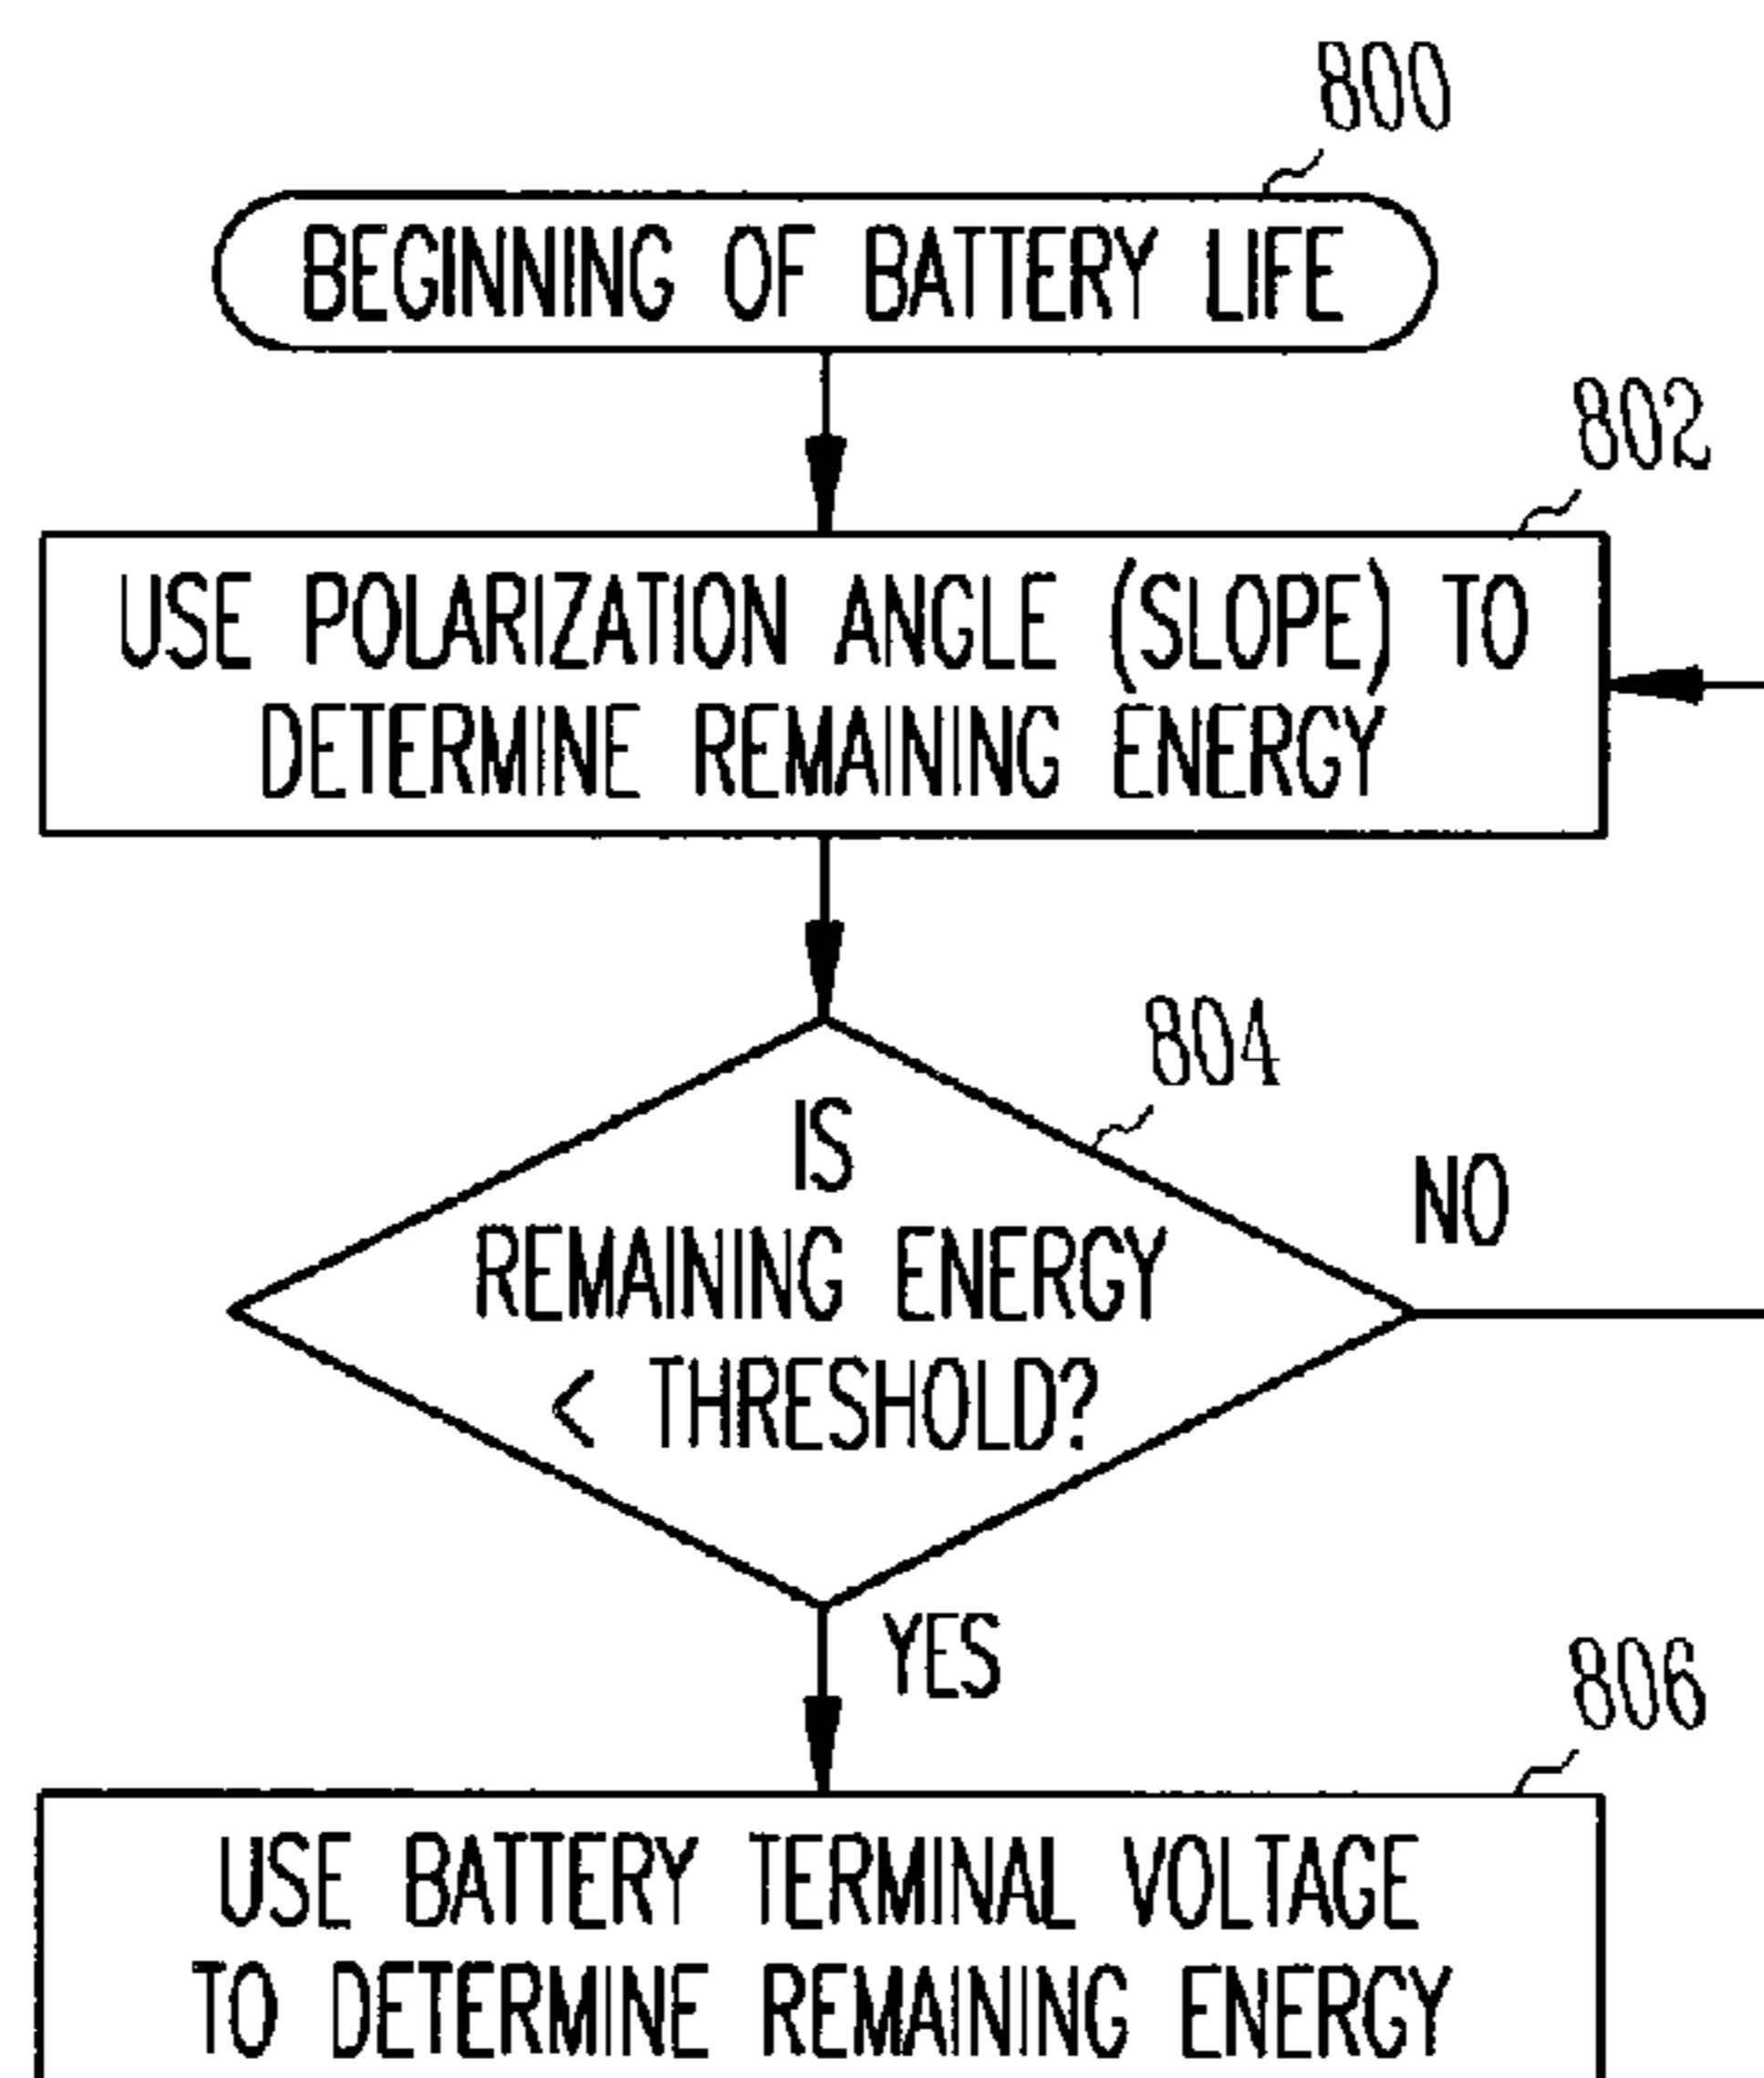 800
BEGINNING OF BATTERY LIFE
802
USE POLARIZATION ANGLE (SLOPE) TO
DETERMINE REMAINING ENERGY
804
IS
REMAINING ENERGY
< THRESHOLD?
NO
YES
806
USE BATTERY TERMINAL VOLTAGE
TO DETERMINE REMAINING ENERGY